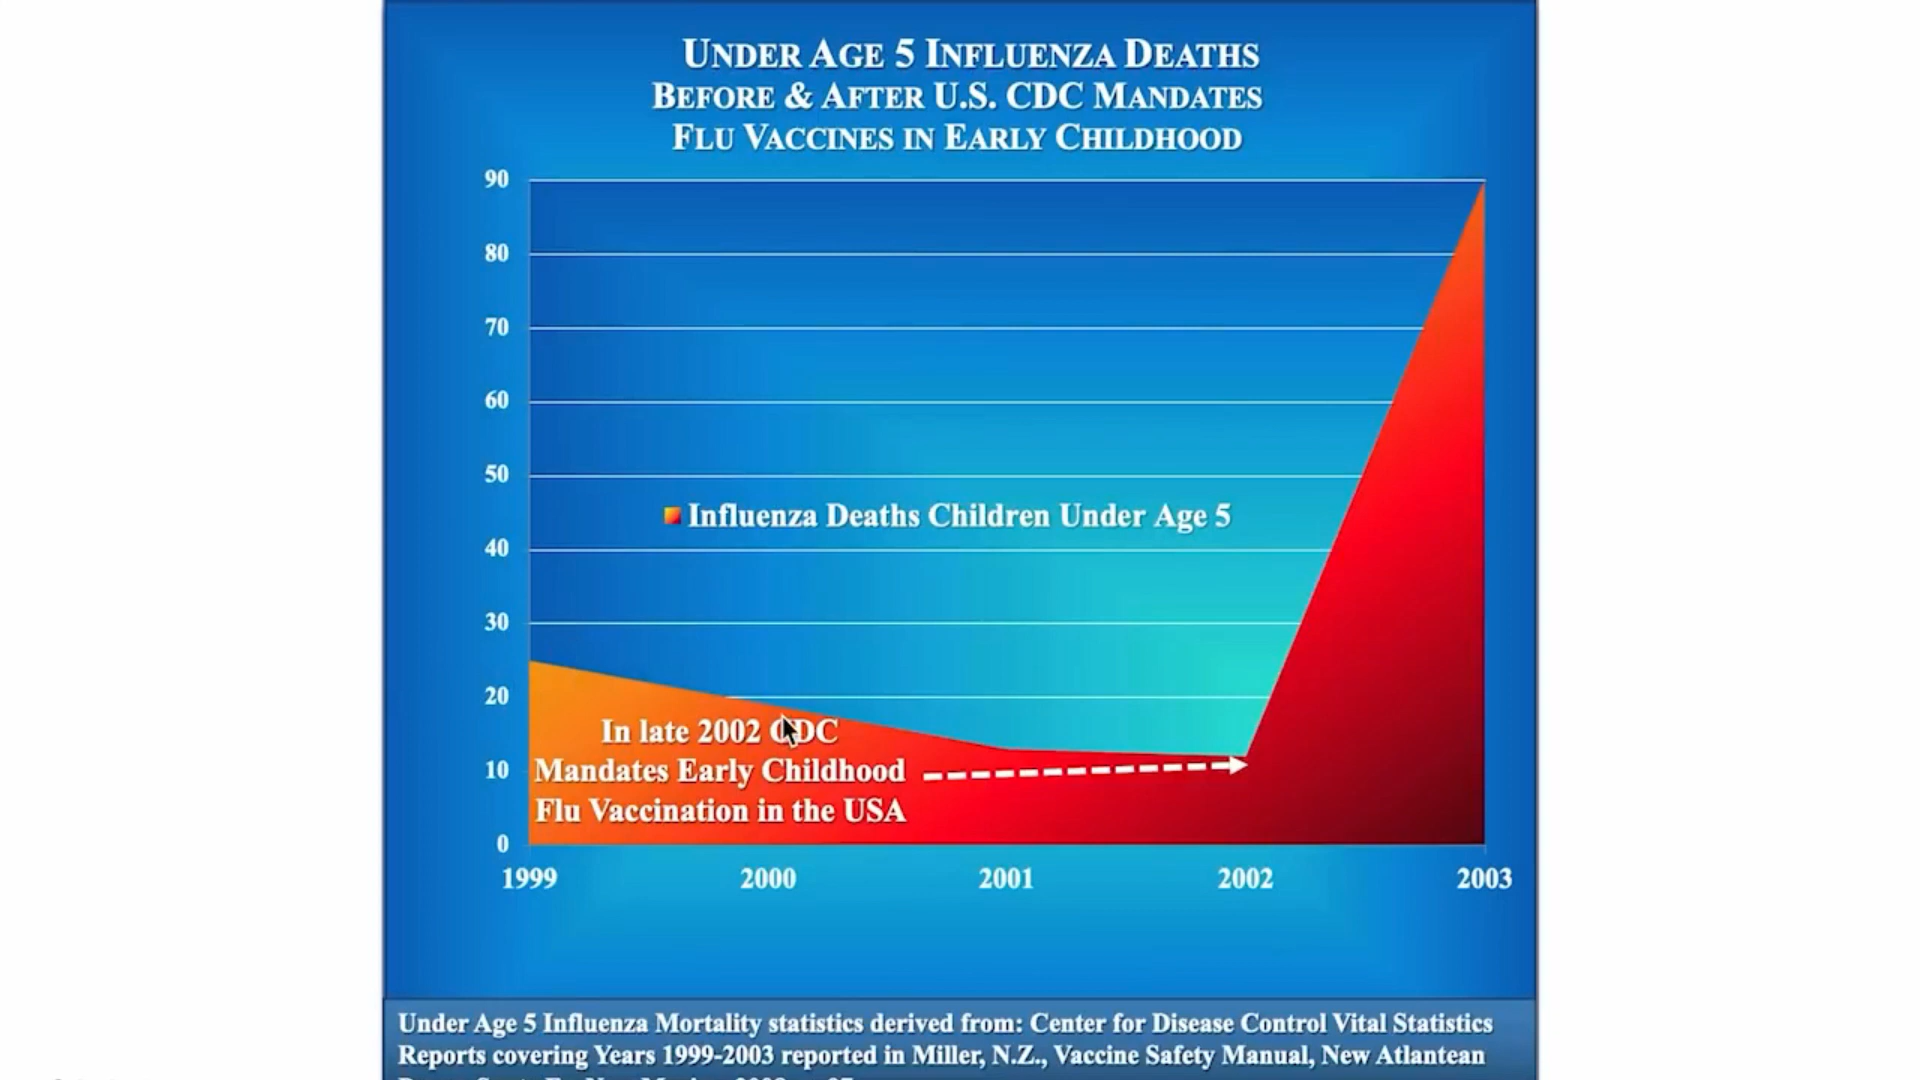 UNDER AGE 5 INFLUENZA DEATHS
BEFORE & AFTER U.S. CDC MANDATES
FLU VACCINES IN EARLY CHILDHOOD
90
80
70
60
50
Influenza Deaths Children Under Age 5
40
30
20
In late 2002 CDC
Mandates Early Childhood
10
Flu Vaccination in the USA
0
1999 2000 2001 2002 2003
Under Age 5 Influenza Mortality statistics derived from: Center for Disease Control Vital Statistics
Reports covering Years 1999-2003 reported in Miller, N.Z., Vaccine Safety Manual, New Atlantean